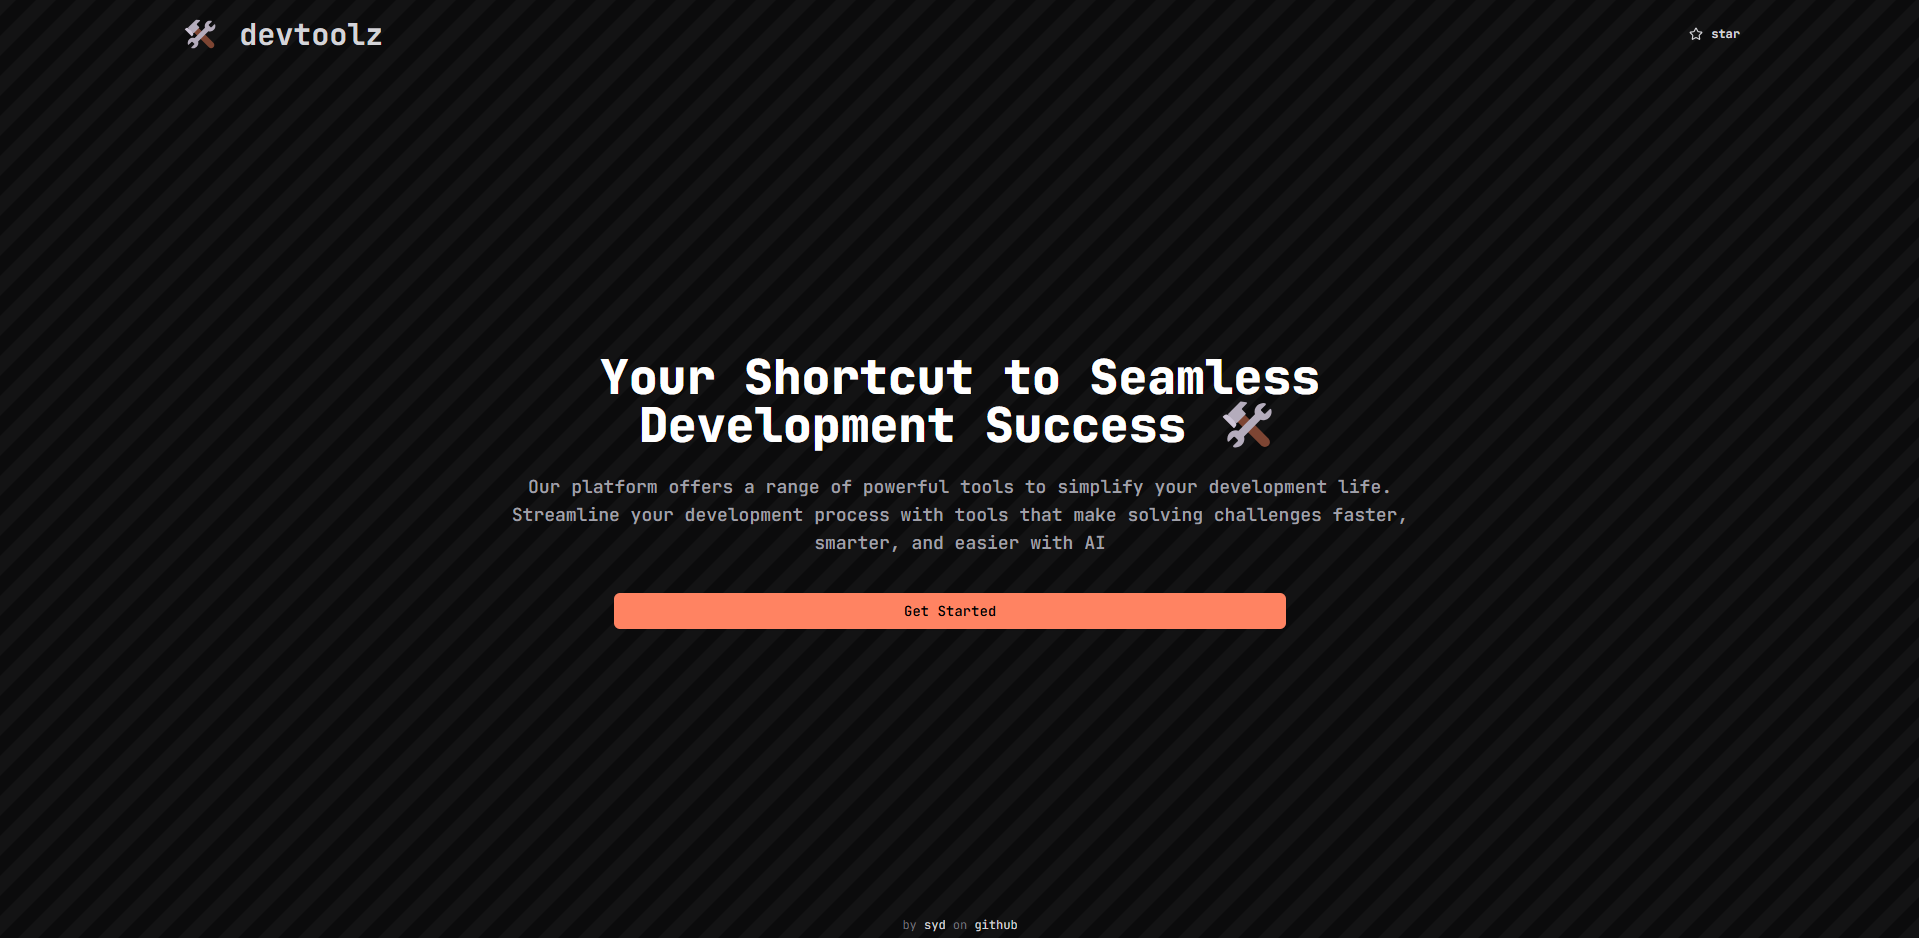 devtoolz
star
Your Shortcut to Seamless
Development Success
Our platform offers a range of powerful tools to simplify your development life.
Streamline your development process with tools that make solving challenges faster,
smarter, and easier with AI
Get Started
by syd on github